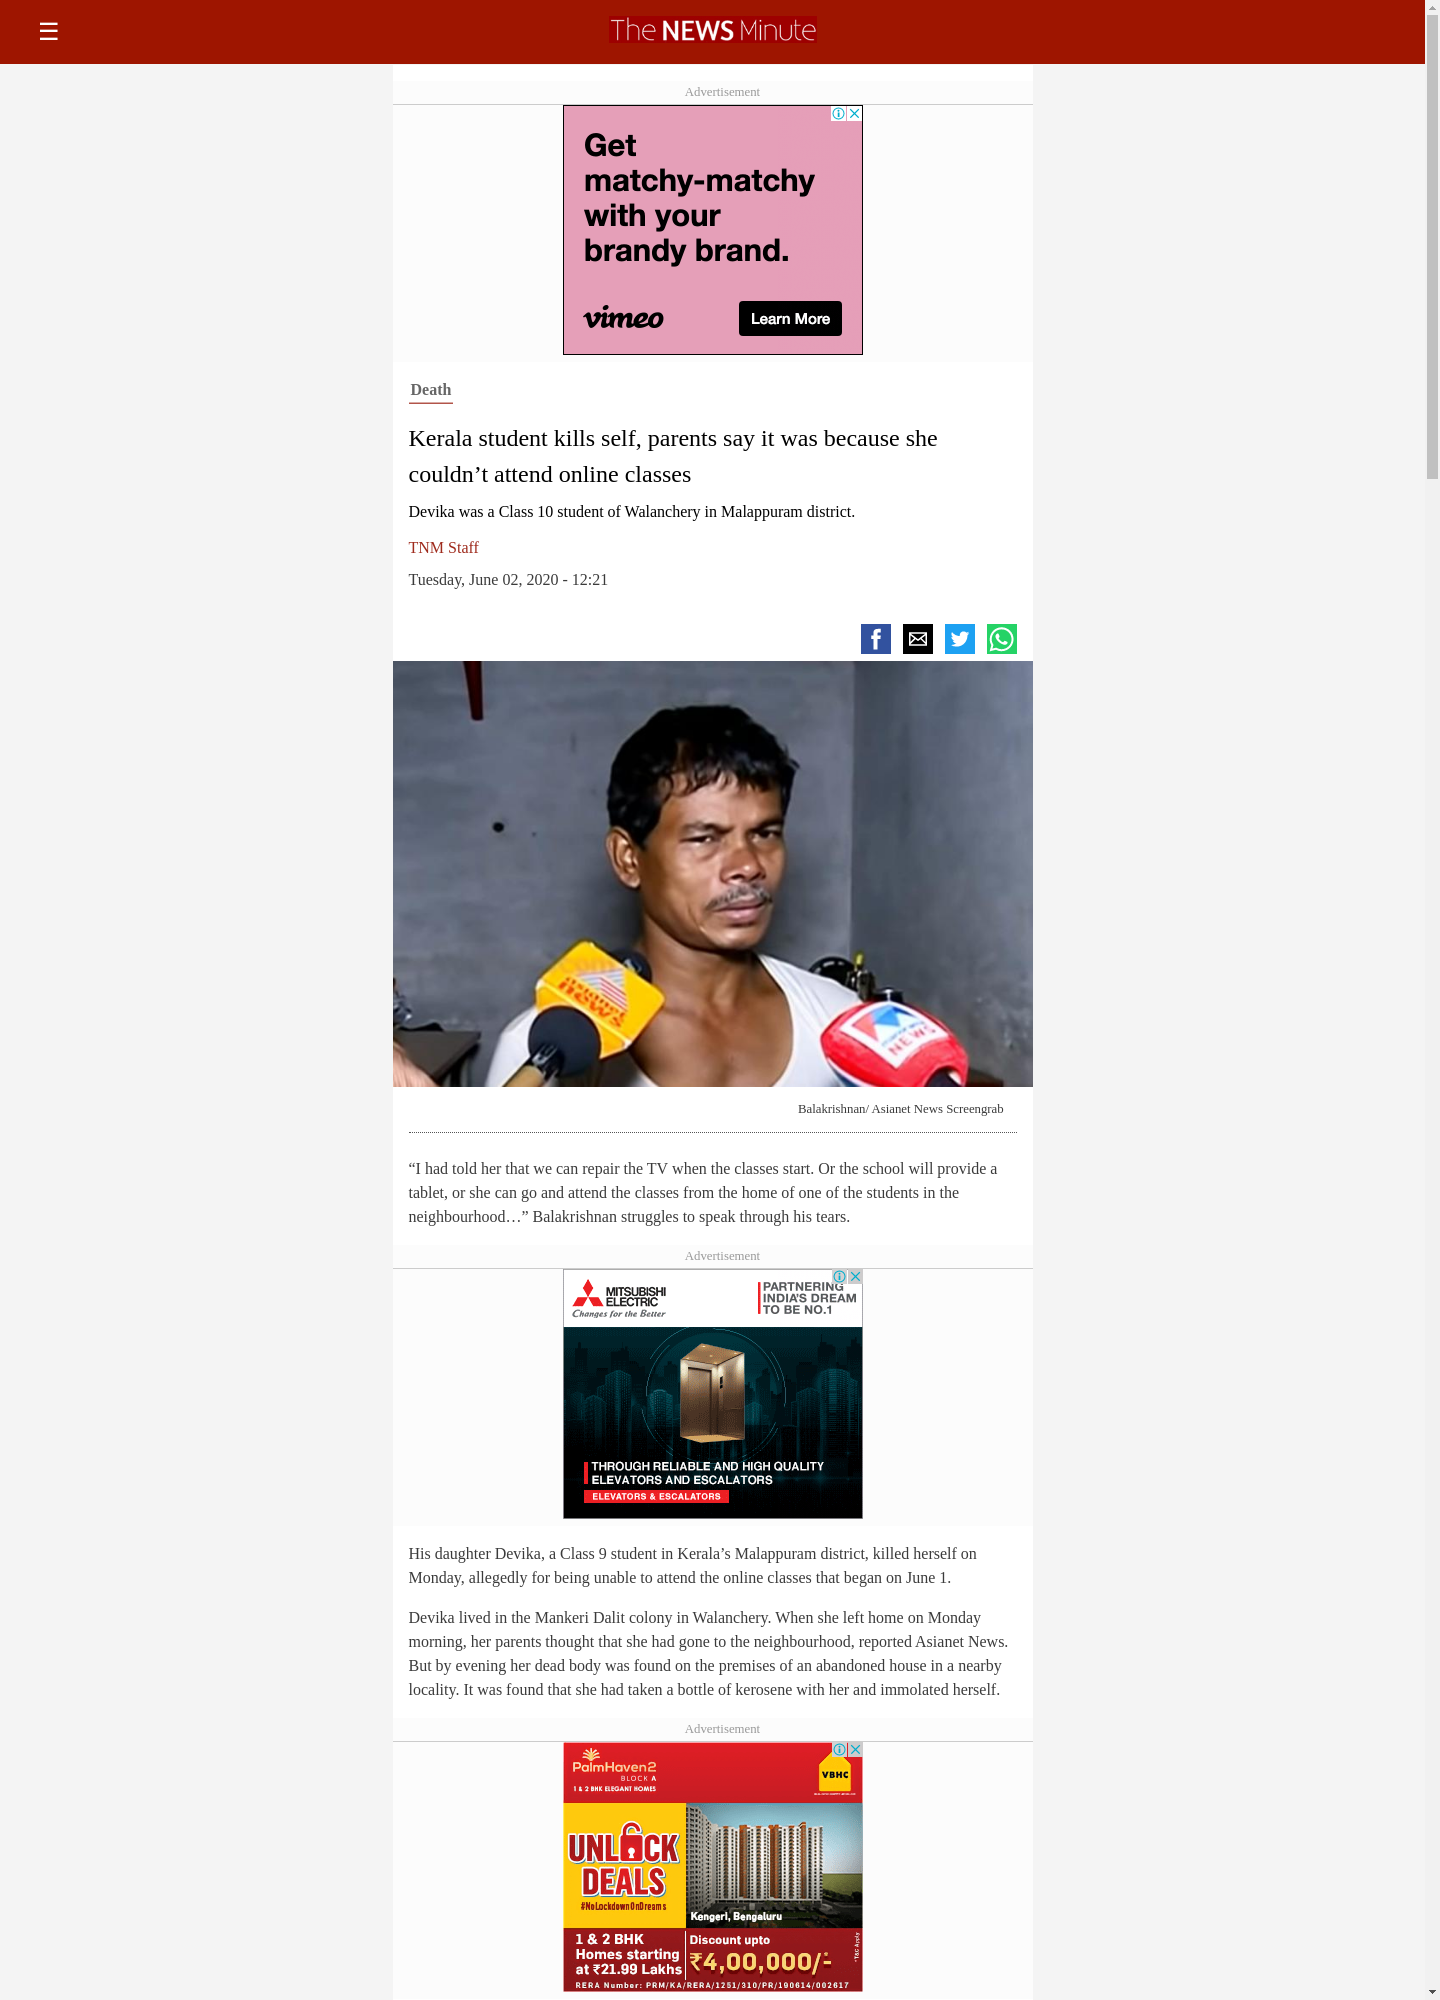 ☰
The NEWS Minute
Advertisement
Get
matchy-matchy
with your
brandy brand.
vimeo
Learn More
Death
Kerala student kills self, parents say it was because she
couldn’t attend online classes
Devika was a Class 10 student of Walanchery in Malappuram district.
TNM Staff
Tuesday, June 02, 2020 - 12:21
news
NEWS
Balakrishnan/ Asianet News Screengrab
“I had told her that we can repair the TV when the classes start. Or the school will provide a
tablet, or she can go and attend the classes from the home of one of the students in the
neighbourhood…” Balakrishnan struggles to speak through his tears.
Advertisement
MITSUBISHI
ELECTRIC
Changes for the Better
PARTNERING
INDIA'S DREAM
TO BE NO.1
THROUGH RELIABLE AND HIGH QUALITY
ELEVATORS AND ESCALATORS
ELEVATORS & ESCALATORS
His daughter Devika, a Class 9 student in Kerala’s Malappuram district, killed herself on
Monday, allegedly for being unable to attend the online classes that began on June 1.
Devika lived in the Mankeri Dalit colony in Walanchery. When she left home on Monday
morning, her parents thought that she had gone to the neighbourhood, reported Asianet News.
But by evening her dead body was found on the premises of an abandoned house in a nearby
locality. It was found that she had taken a bottle of kerosene with her and immolated herself.
Advertisement
PalmHaven2
BLOCK A
1 & 2 BHK ELEGANT HOMES
VBHC
UNLOCK
DEALS
#NoLockdownOnDreams
Kengeri, Bengaluru
1 & 2 BHK
Homes starting
at ₹21.99 Lakhs
Discount upto
₹4,00,000/-*
*T&C Apply
RERA Number: PRM/KA/RERA/1251/310/PR/190614/002617